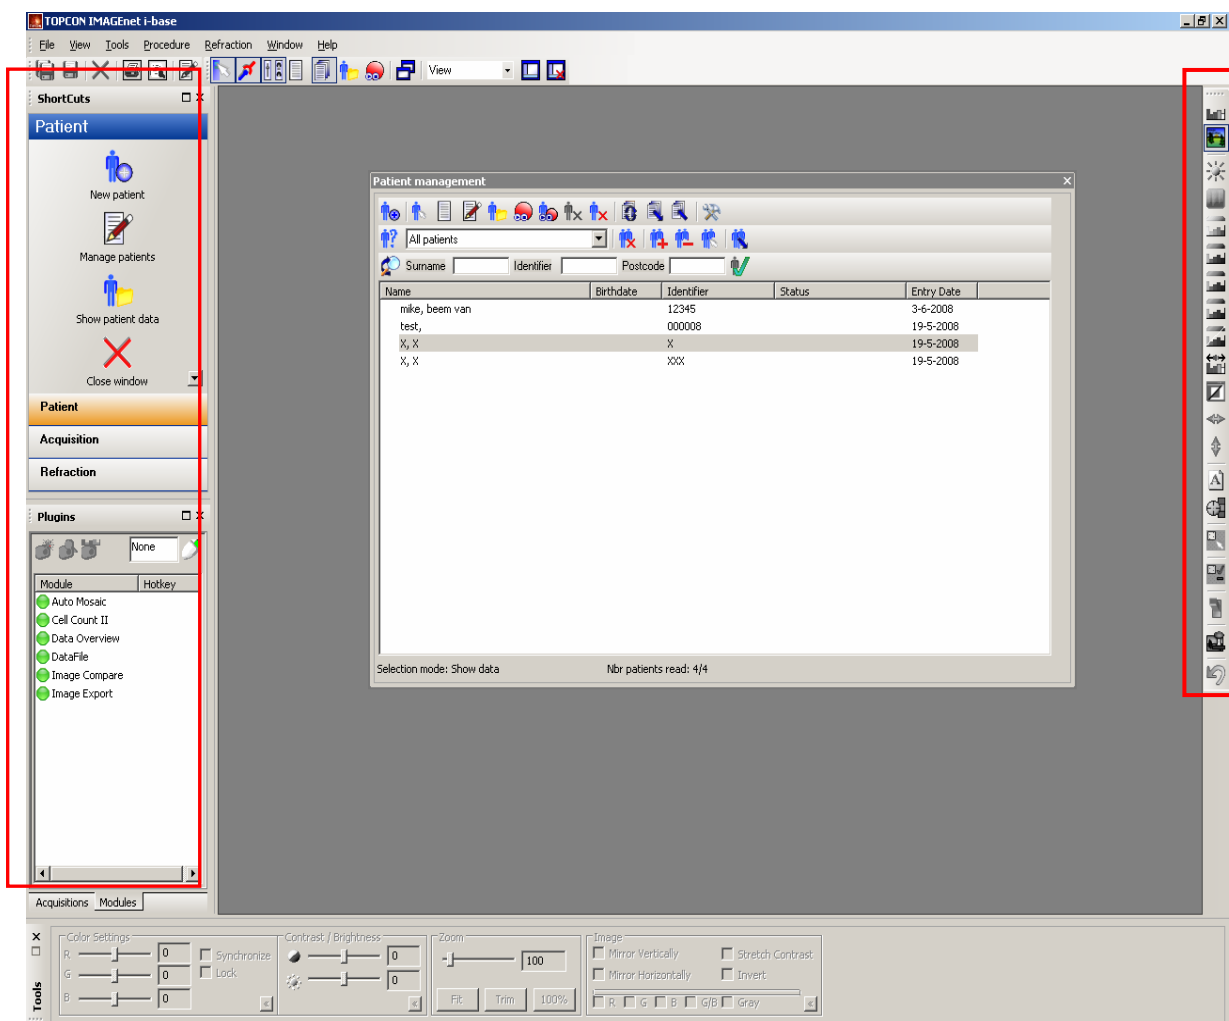 TOPCON IMAGEnet i-base
File View Tools Procedure Refraction Window Help
View
ShortCuts
Patient
New patient
Manage patients
Show patient data
Close window
Patient
Acquisition
Refraction
Plugins
None
Module Hotkey
Auto Mosaic
Cell Count II
Data Overview
DataFile
Image Compare
Image Export
Acquisitions Modules
Patient management
All patients
Surname Identifier Postcode
Name Birthdate Identifier Status Entry Date
mike, beem van 12345 3-6-2008
test, 000008 19-5-2008
X, X X 19-5-2008
X, X XXX 19-5-2008
Selection mode: Show data Nbr patients read: 4/4
Tools
Color Settings
R 0 Synchronize
G 0 Lock
B 0
Contrast / Brightness
0
0
Zoom
100
Fit Trim 100%
Image
Mirror Vertically Stretch Contrast
Mirror Horizontally Invert
R G B G/B Gray